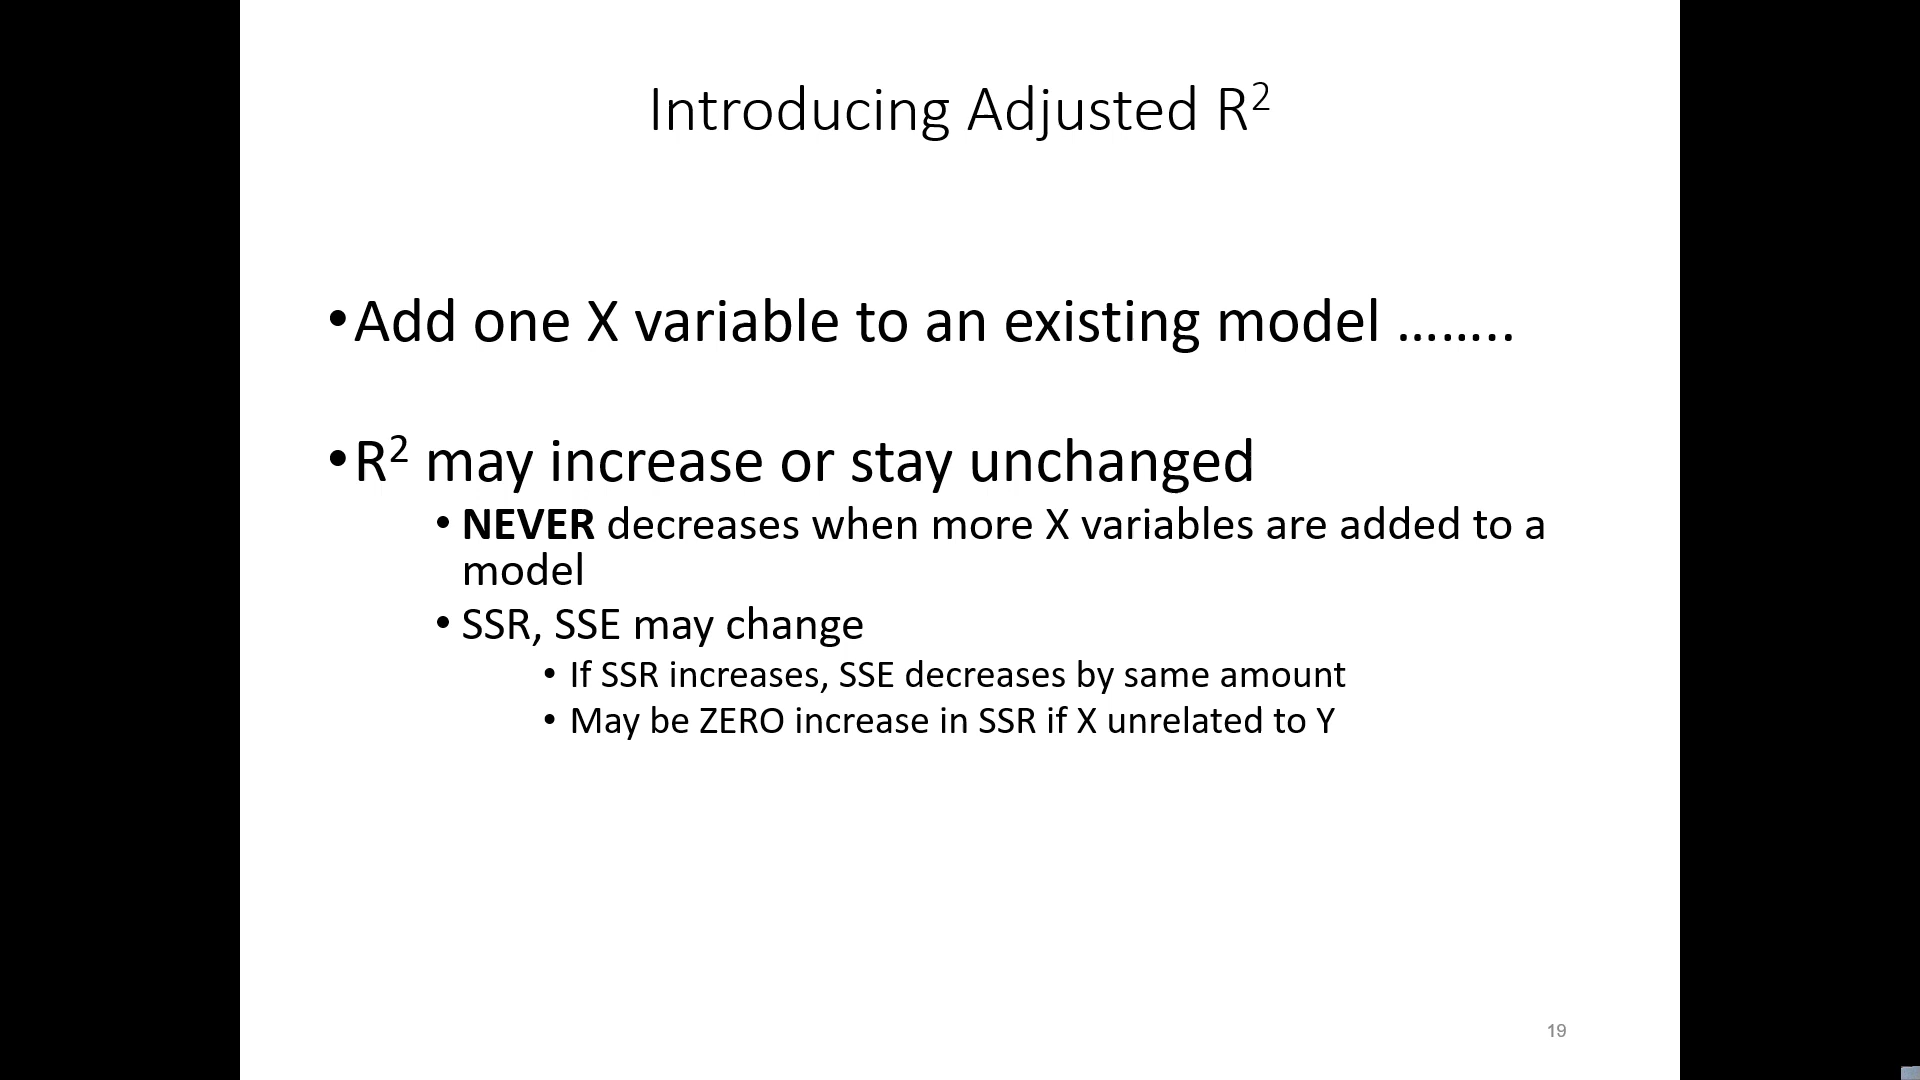 Introducing Adjusted R²
•Add one X variable to an existing model ……..
•R² may increase or stay unchanged
• NEVER decreases when more X variables are added to a
model
• SSR, SSE may change
• If SSR increases, SSE decreases by same amount
• May be ZERO increase in SSR if X unrelated to Y
19